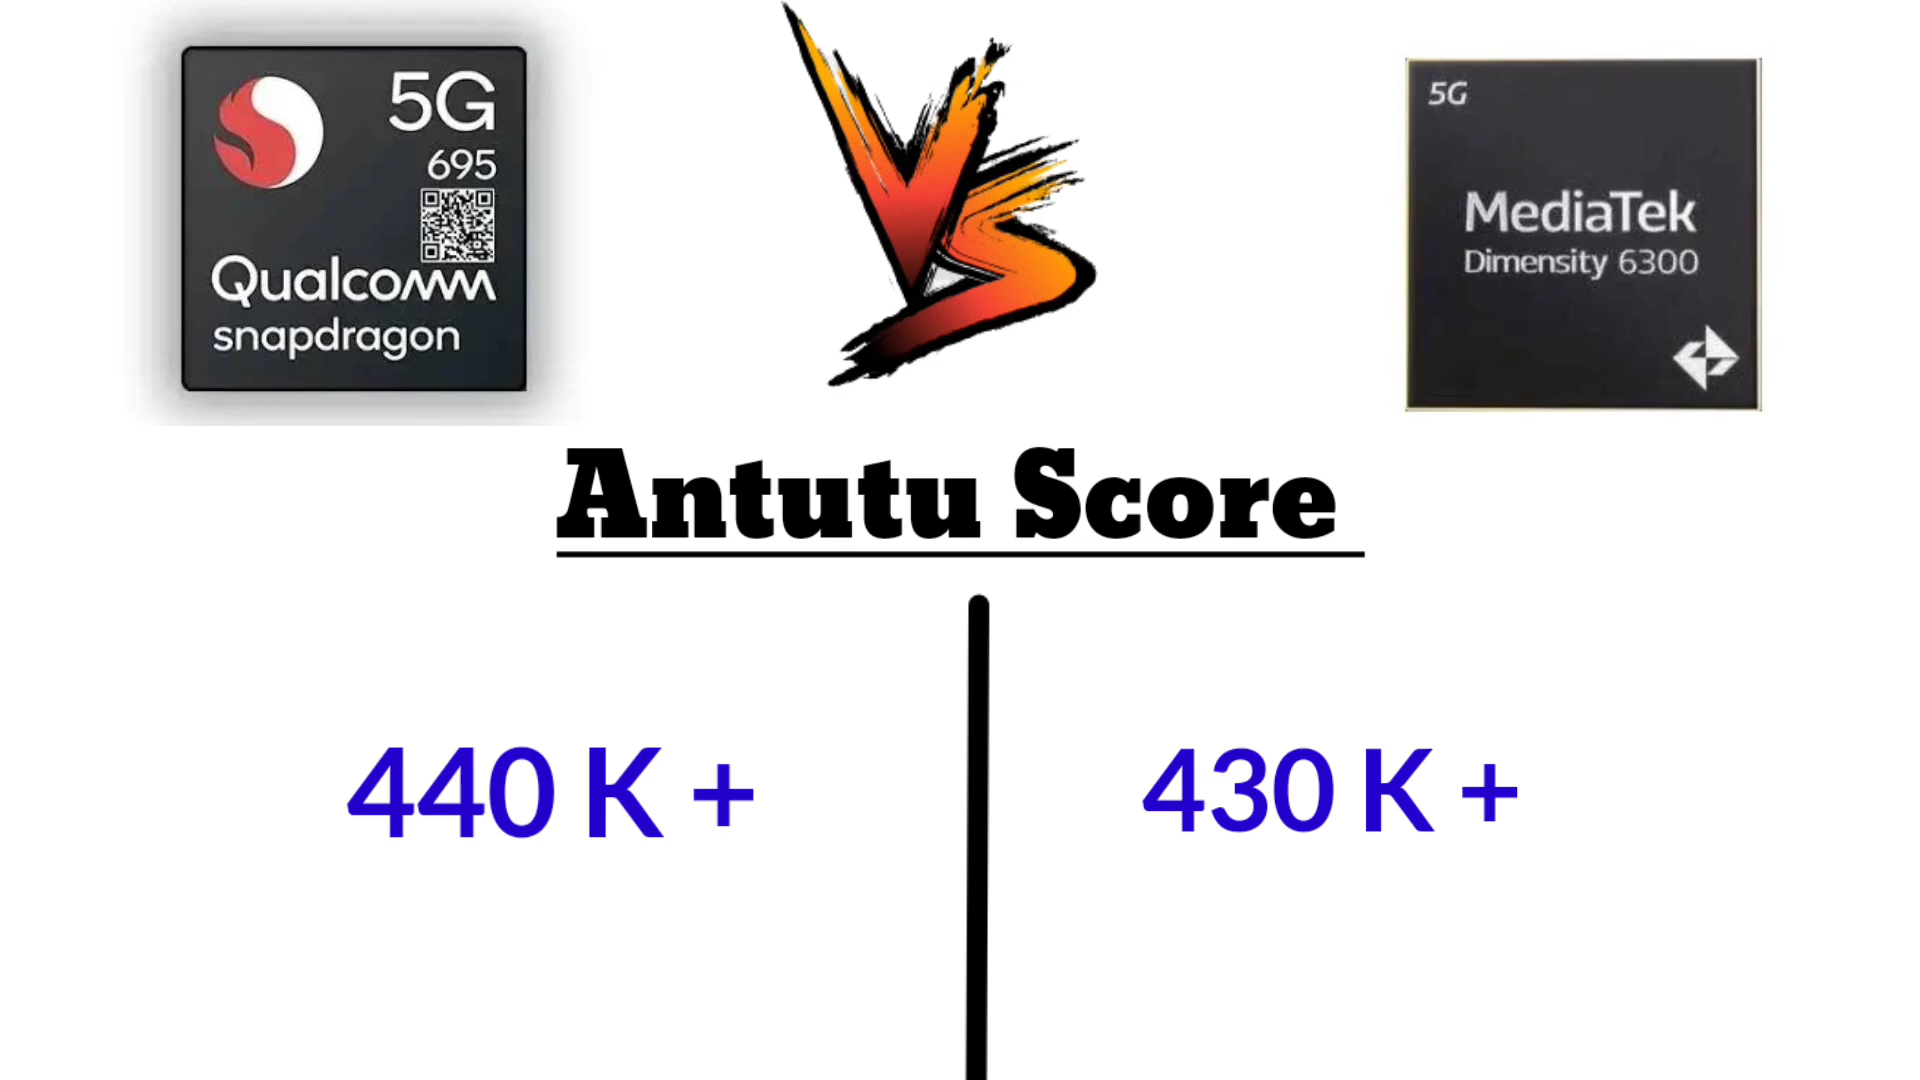 5G
695
Qualcomm
snapdragon
VS
5G
MediaTek
Dimensity 6300
Antutu Score
440 K +
430 K +